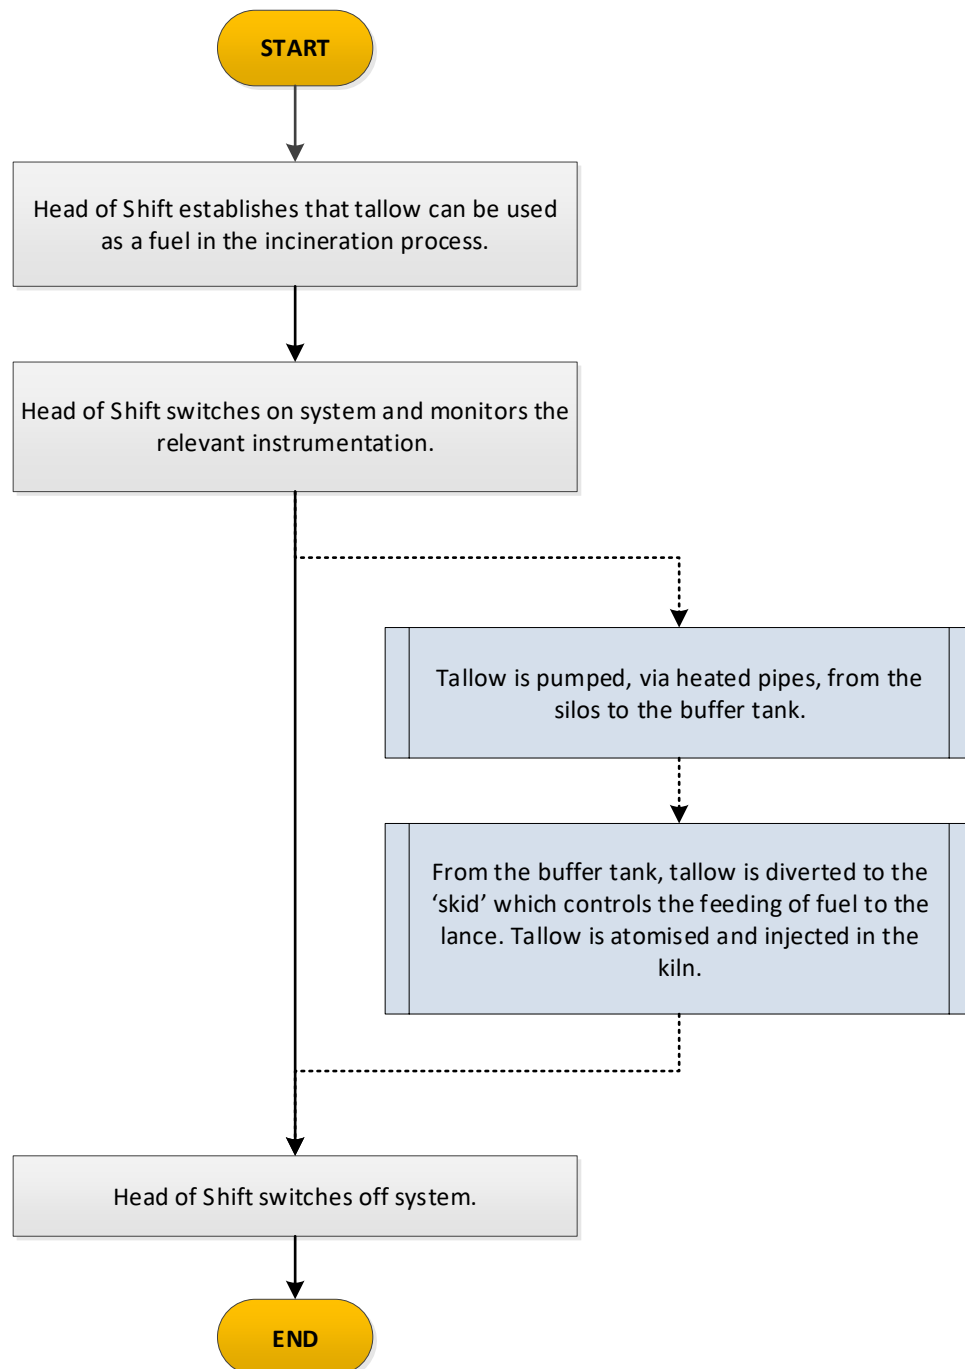 START
Head of Shift establishes that tallow can be used
as a fuel in the incineration process.
Head of Shift switches on system and monitors the
relevant instrumentation.
Tallow is pumped, via heated pipes, from the
silos to the buffer tank.
From the buffer tank, tallow is diverted to the
‘skid’ which controls the feeding of fuel to the
lance. Tallow is atomised and injected in the
kiln.
Head of Shift switches off system.
END